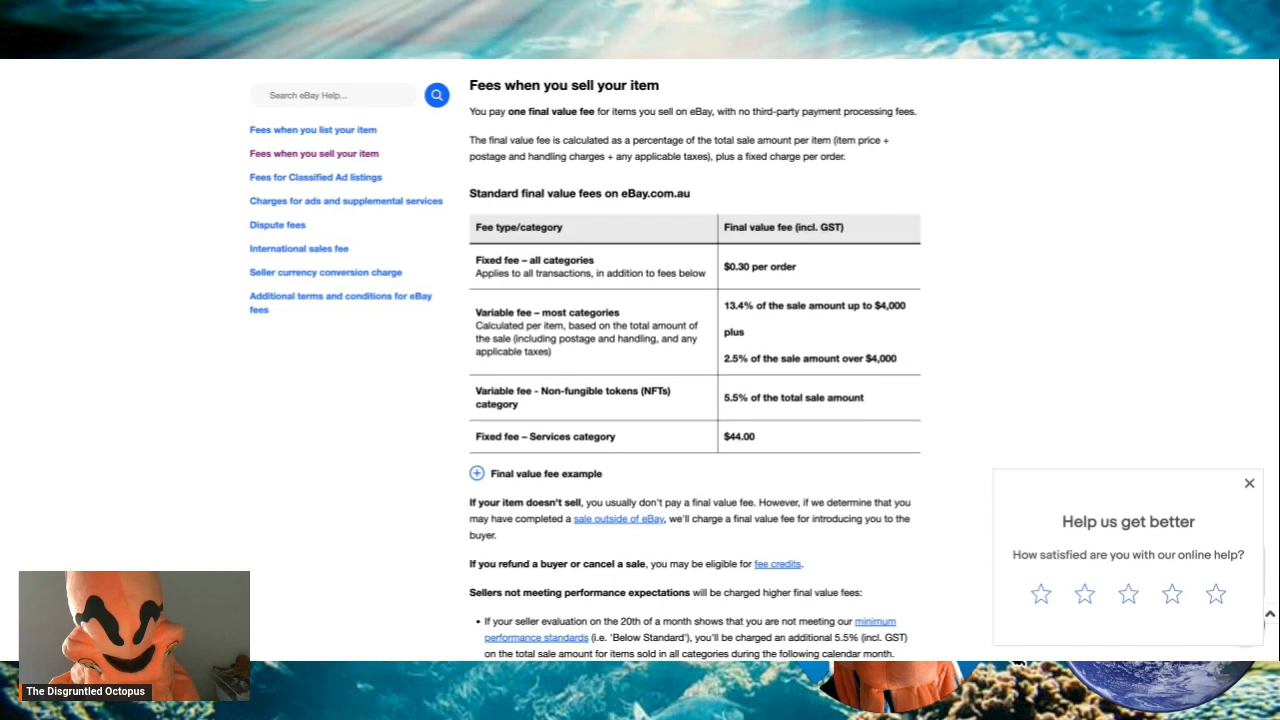 Search eBay Help...
Fees when you list your item
Fees when you sell your item
Fees for Classified Ad listings
Charges for ads and supplemental services
Dispute fees
International sales fee
Seller currency conversion charge
Additional terms and conditions for eBay
fees
Fees when you sell your item
You pay one final value fee for items you sell on eBay, with no third-party payment processing fees.
The final value fee is calculated as a percentage of the total sale amount per item (item price +
postage and handling charges + any applicable taxes), plus a fixed charge per order.
Standard final value fees on eBay.com.au
Fee type/category
Final value fee (incl. GST)
Fixed fee – all categories
Applies to all transactions, in addition to fees below
$0.30 per order
Variable fee – most categories
Calculated per item, based on the total amount of
the sale (including postage and handling, and any
applicable taxes)
13.4% of the sale amount up to $4,000
plus
2.5% of the sale amount over $4,000
Variable fee - Non-fungible tokens (NFTs)
category
5.5% of the total sale amount
Fixed fee – Services category
$44.00
Final value fee example
If your item doesn't sell, you usually don't pay a final value fee. However, if we determine that you
may have completed a sale outside of eBay, we'll charge a final value fee for introducing you to the
buyer.
If you refund a buyer or cancel a sale, you may be eligible for fee credits.
Sellers not meeting performance expectations will be charged higher final value fees:
• If your seller evaluation on the 20th of a month shows that you are not meeting our minimum
performance standards (i.e. 'Below Standard'), you'll be charged an additional 5.5% (incl. GST)
on the total sale amount for items sold in all categories during the following calendar month.
Help us get better
How satisfied are you with our online help?
The Disgruntled Octopus